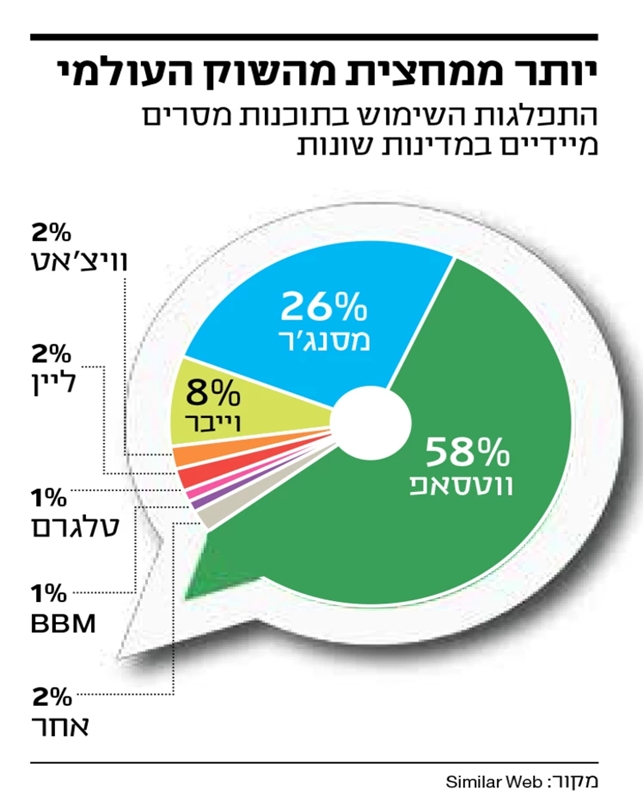 יותר ממחצית מהשוק העולמי
התפלגות השימוש בתוכנות מסרים
מיידיים במדינות שונות
26%
מסנג'ר
58%
ווטסאפ
8%
וייבר
2%
וויצ'אט
2%
ליין
1%
טלגרם
1%
BBM
2%
אחר
מקור: Similar Web